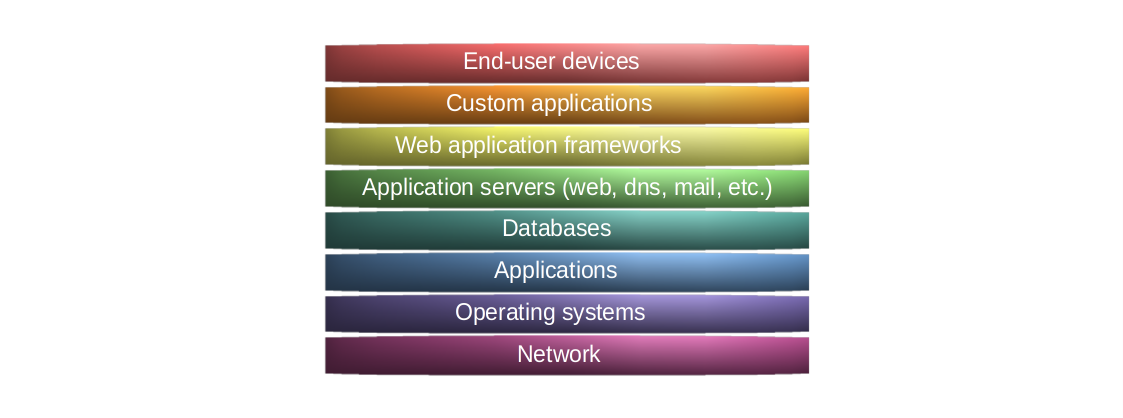 End-user devices
Custom applications
Web application frameworks
Application servers (web, dns, mail, etc.)
Databases
Applications
Operating systems
Network